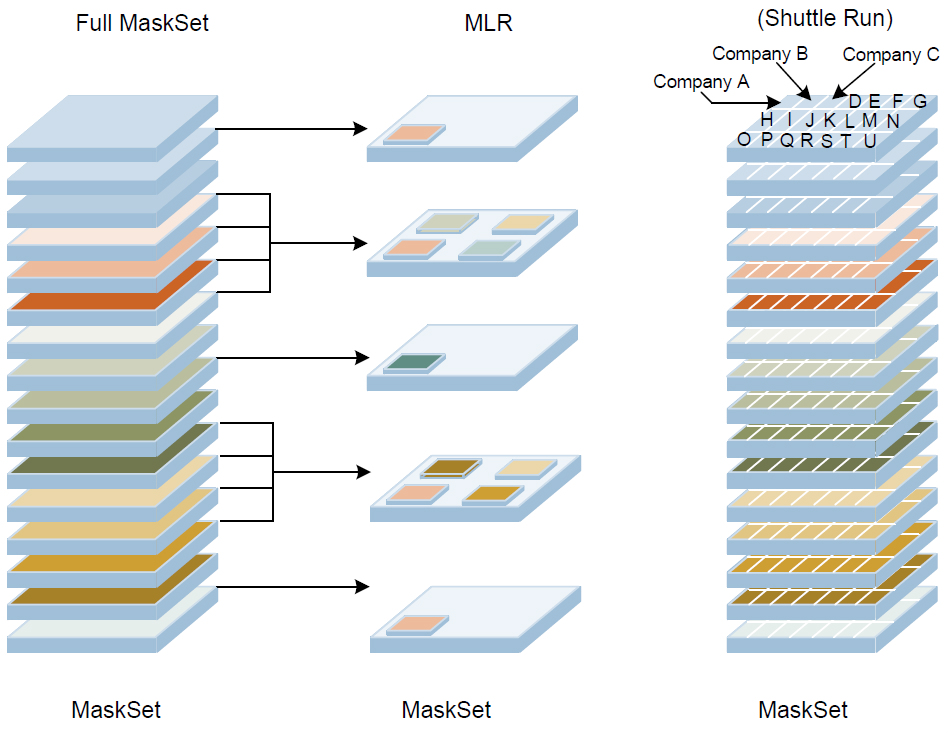 Full MaskSet
MLR
(Shuttle Run)
Company B
Company C
Company A
D E F G
H I J K L M N
O P Q R S T U
MaskSet
MaskSet
MaskSet